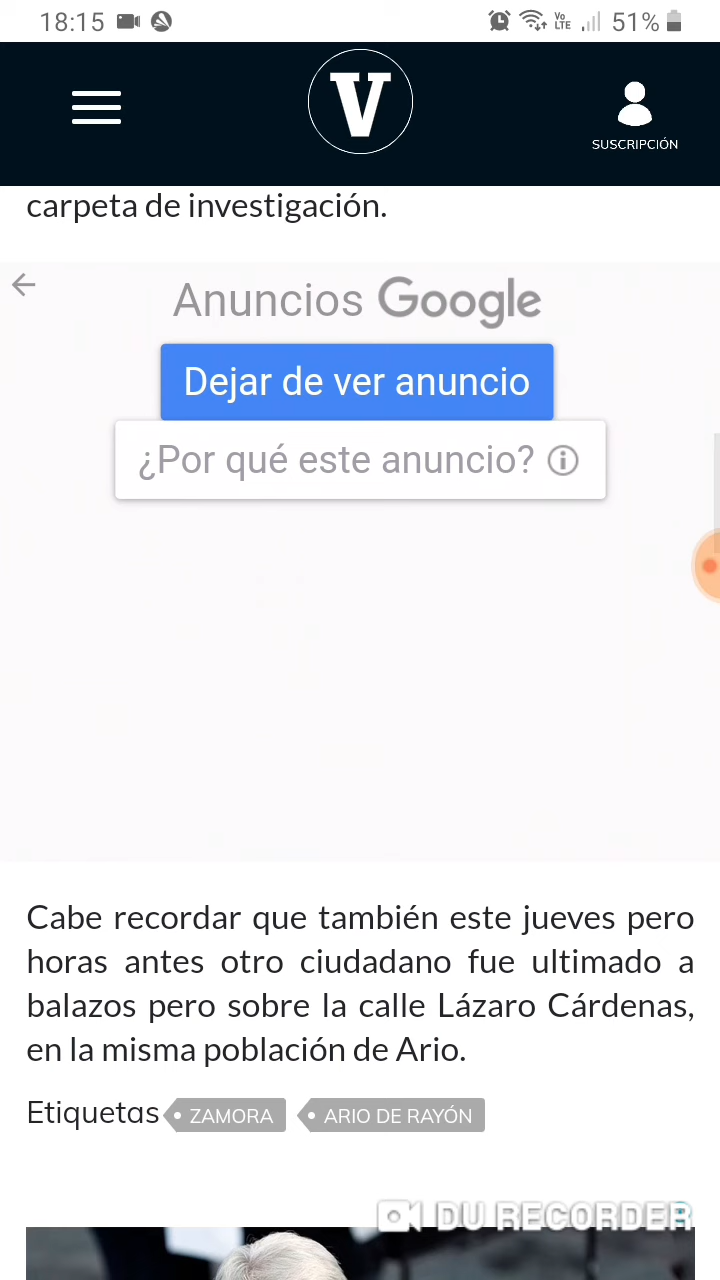 18:15 Vo LTE 51%
V
SUSCRIPCIÓN
carpeta de investigación.
Anuncios Google
Dejar de ver anuncio
¿Por qué este anuncio?
Cabe recordar que también este jueves pero
horas antes otro ciudadano fue ultimado a
balazos pero sobre la calle Lázaro Cárdenas,
en la misma población de Ario.
Etiquetas ZAMORA ARIO DE RAYÓN
DU RECORDER